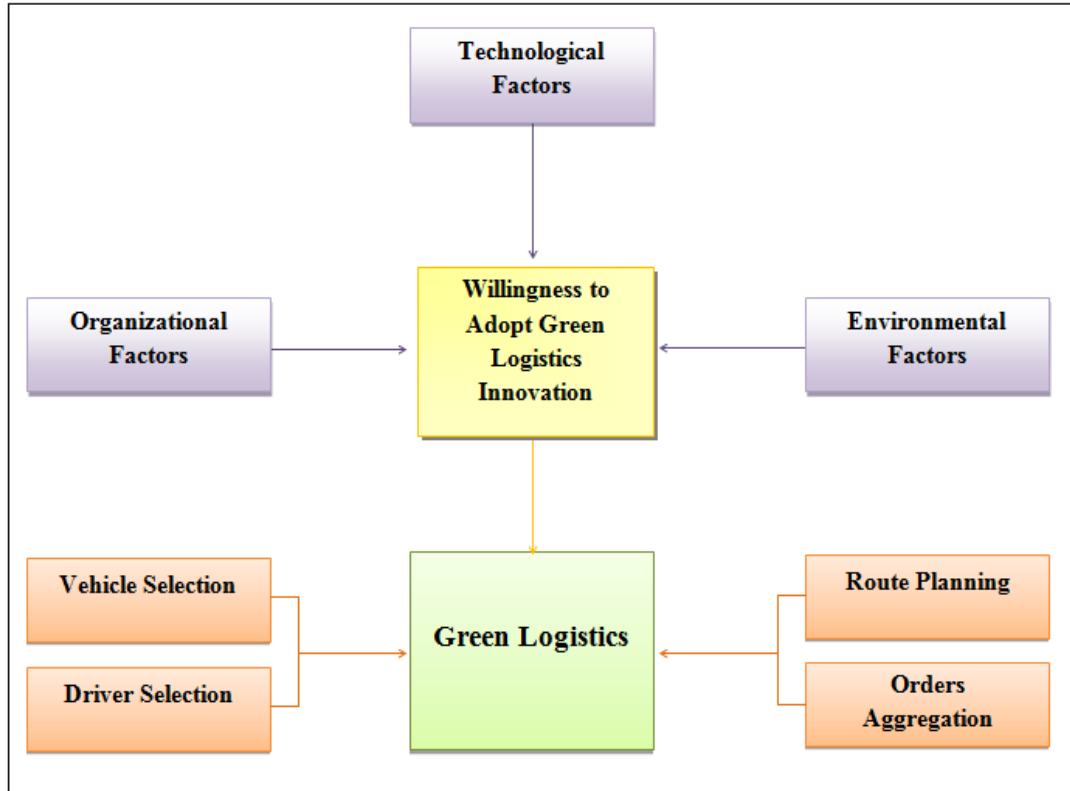 Technological
Factors
Organizational
Factors
Willingness to
Adopt Green
Logistics
Innovation
Environmental
Factors
Vehicle Selection
Driver Selection
Green Logistics
Route Planning
Orders
Aggregation